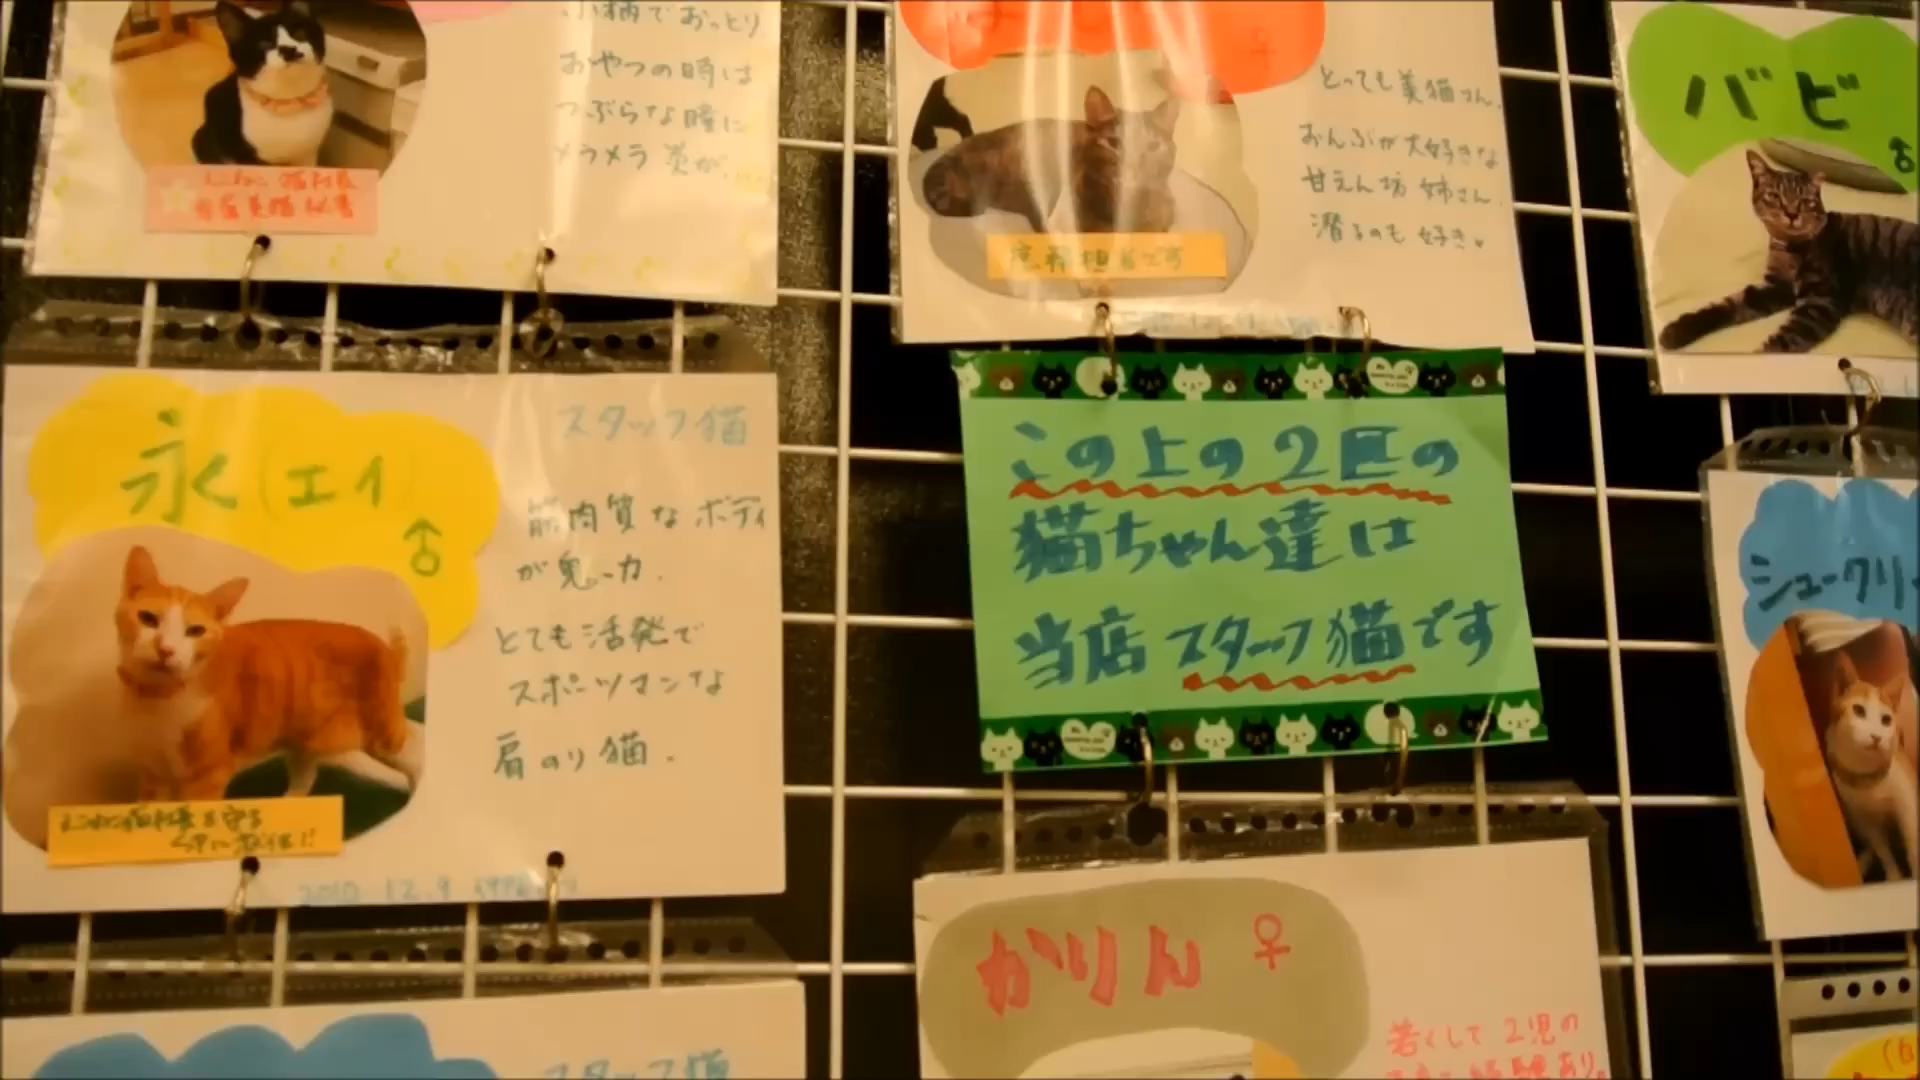 小柄でおっとり
おやつの時は
つぶらな瞳に
メラメラ炎が
とっても美猫さん
おんぶが大好きな
甘えん坊姉さん
潜るのも好き。
バビ
♂
永(エイ)
♂
スタッフ猫
筋肉質なボディ
が魅力.
とても活発で
スポーツマンな
肩のり猫.
2010.12.9
この上の2匹の
猫ちゃん達は
当店スタッフ猫です
シュークリ
かりん ♀
若くして2児の
スタッフ猫